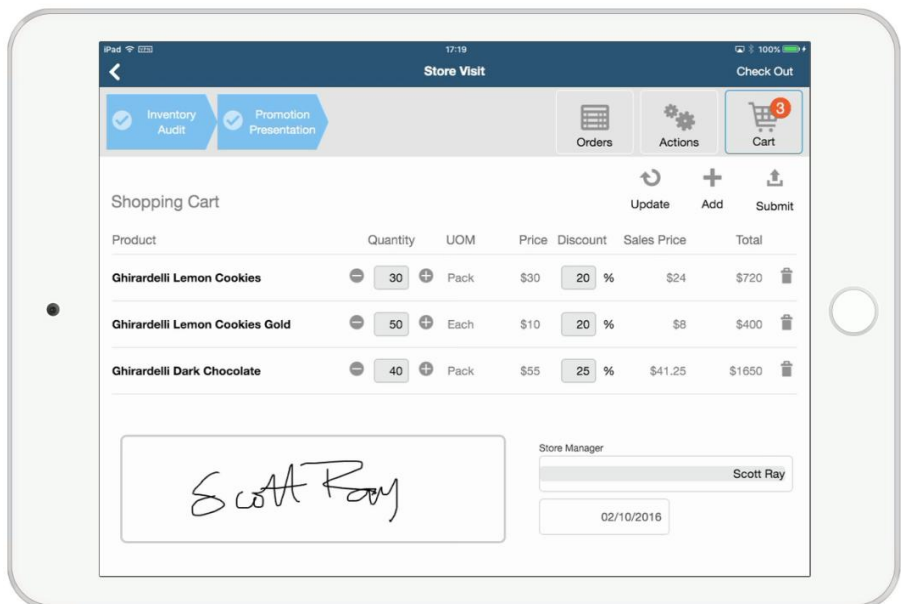 iPad VPN 17:19 100%
Store Visit Check Out
Inventory Audit
Promotion Presentation
Orders
Actions
3
Cart
Update Add Submit
Shopping Cart
Product Quantity UOM Price Discount Sales Price Total
Ghirardelli Lemon Cookies 30 Pack $30 20 % $24 $720
Ghirardelli Lemon Cookies Gold 50 Each $10 20 % $8 $400
Ghirardelli Dark Chocolate 40 Pack $55 25 % $41.25 $1650
Scott Ray
Store Manager
Scott Ray
02/10/2016